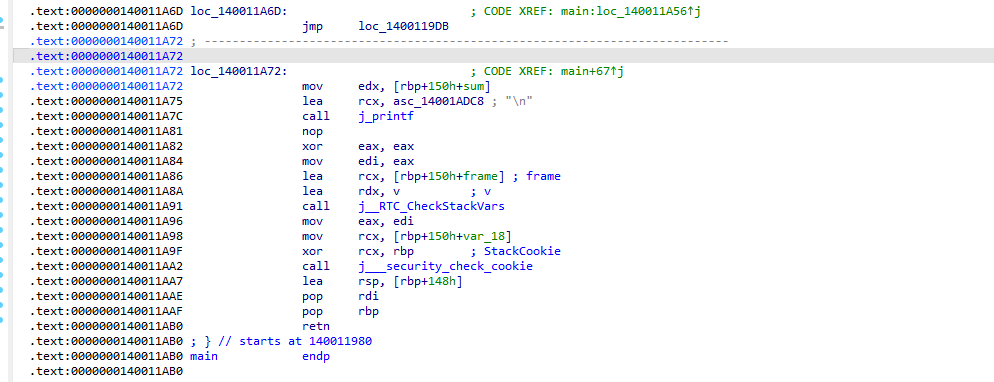 .text:0000000140011A6D loc_140011A6D: ; CODE XREF: main:loc_140011A56↑j
.text:0000000140011A6D jmp loc_1400119DB
.text:0000000140011A72 ; ---------------------------------------------------------------------------
.text:0000000140011A72
.text:0000000140011A72 loc_140011A72: ; CODE XREF: main+67↑j
.text:0000000140011A72 mov edx, [rbp+150h+sum]
.text:0000000140011A75 lea rcx, asc_14001ADC8 ; "\n"
.text:0000000140011A7C call j_printf
.text:0000000140011A81 nop
.text:0000000140011A82 xor eax, eax
.text:0000000140011A84 mov edi, eax
.text:0000000140011A86 lea rcx, [rbp+150h+frame] ; frame
.text:0000000140011A8A lea rdx, v ; v
.text:0000000140011A91 call j__RTC_CheckStackVars
.text:0000000140011A96 mov eax, edi
.text:0000000140011A98 mov rcx, [rbp+150h+var_18]
.text:0000000140011A9F xor rcx, rbp ; StackCookie
.text:0000000140011AA2 call j___security_check_cookie
.text:0000000140011AA7 lea rsp, [rbp+148h]
.text:0000000140011AAE pop rdi
.text:0000000140011AAF pop rbp
.text:0000000140011AB0 retn
.text:0000000140011AB0 ; } // starts at 140011980
.text:0000000140011AB0 main endp
.text:0000000140011AB0